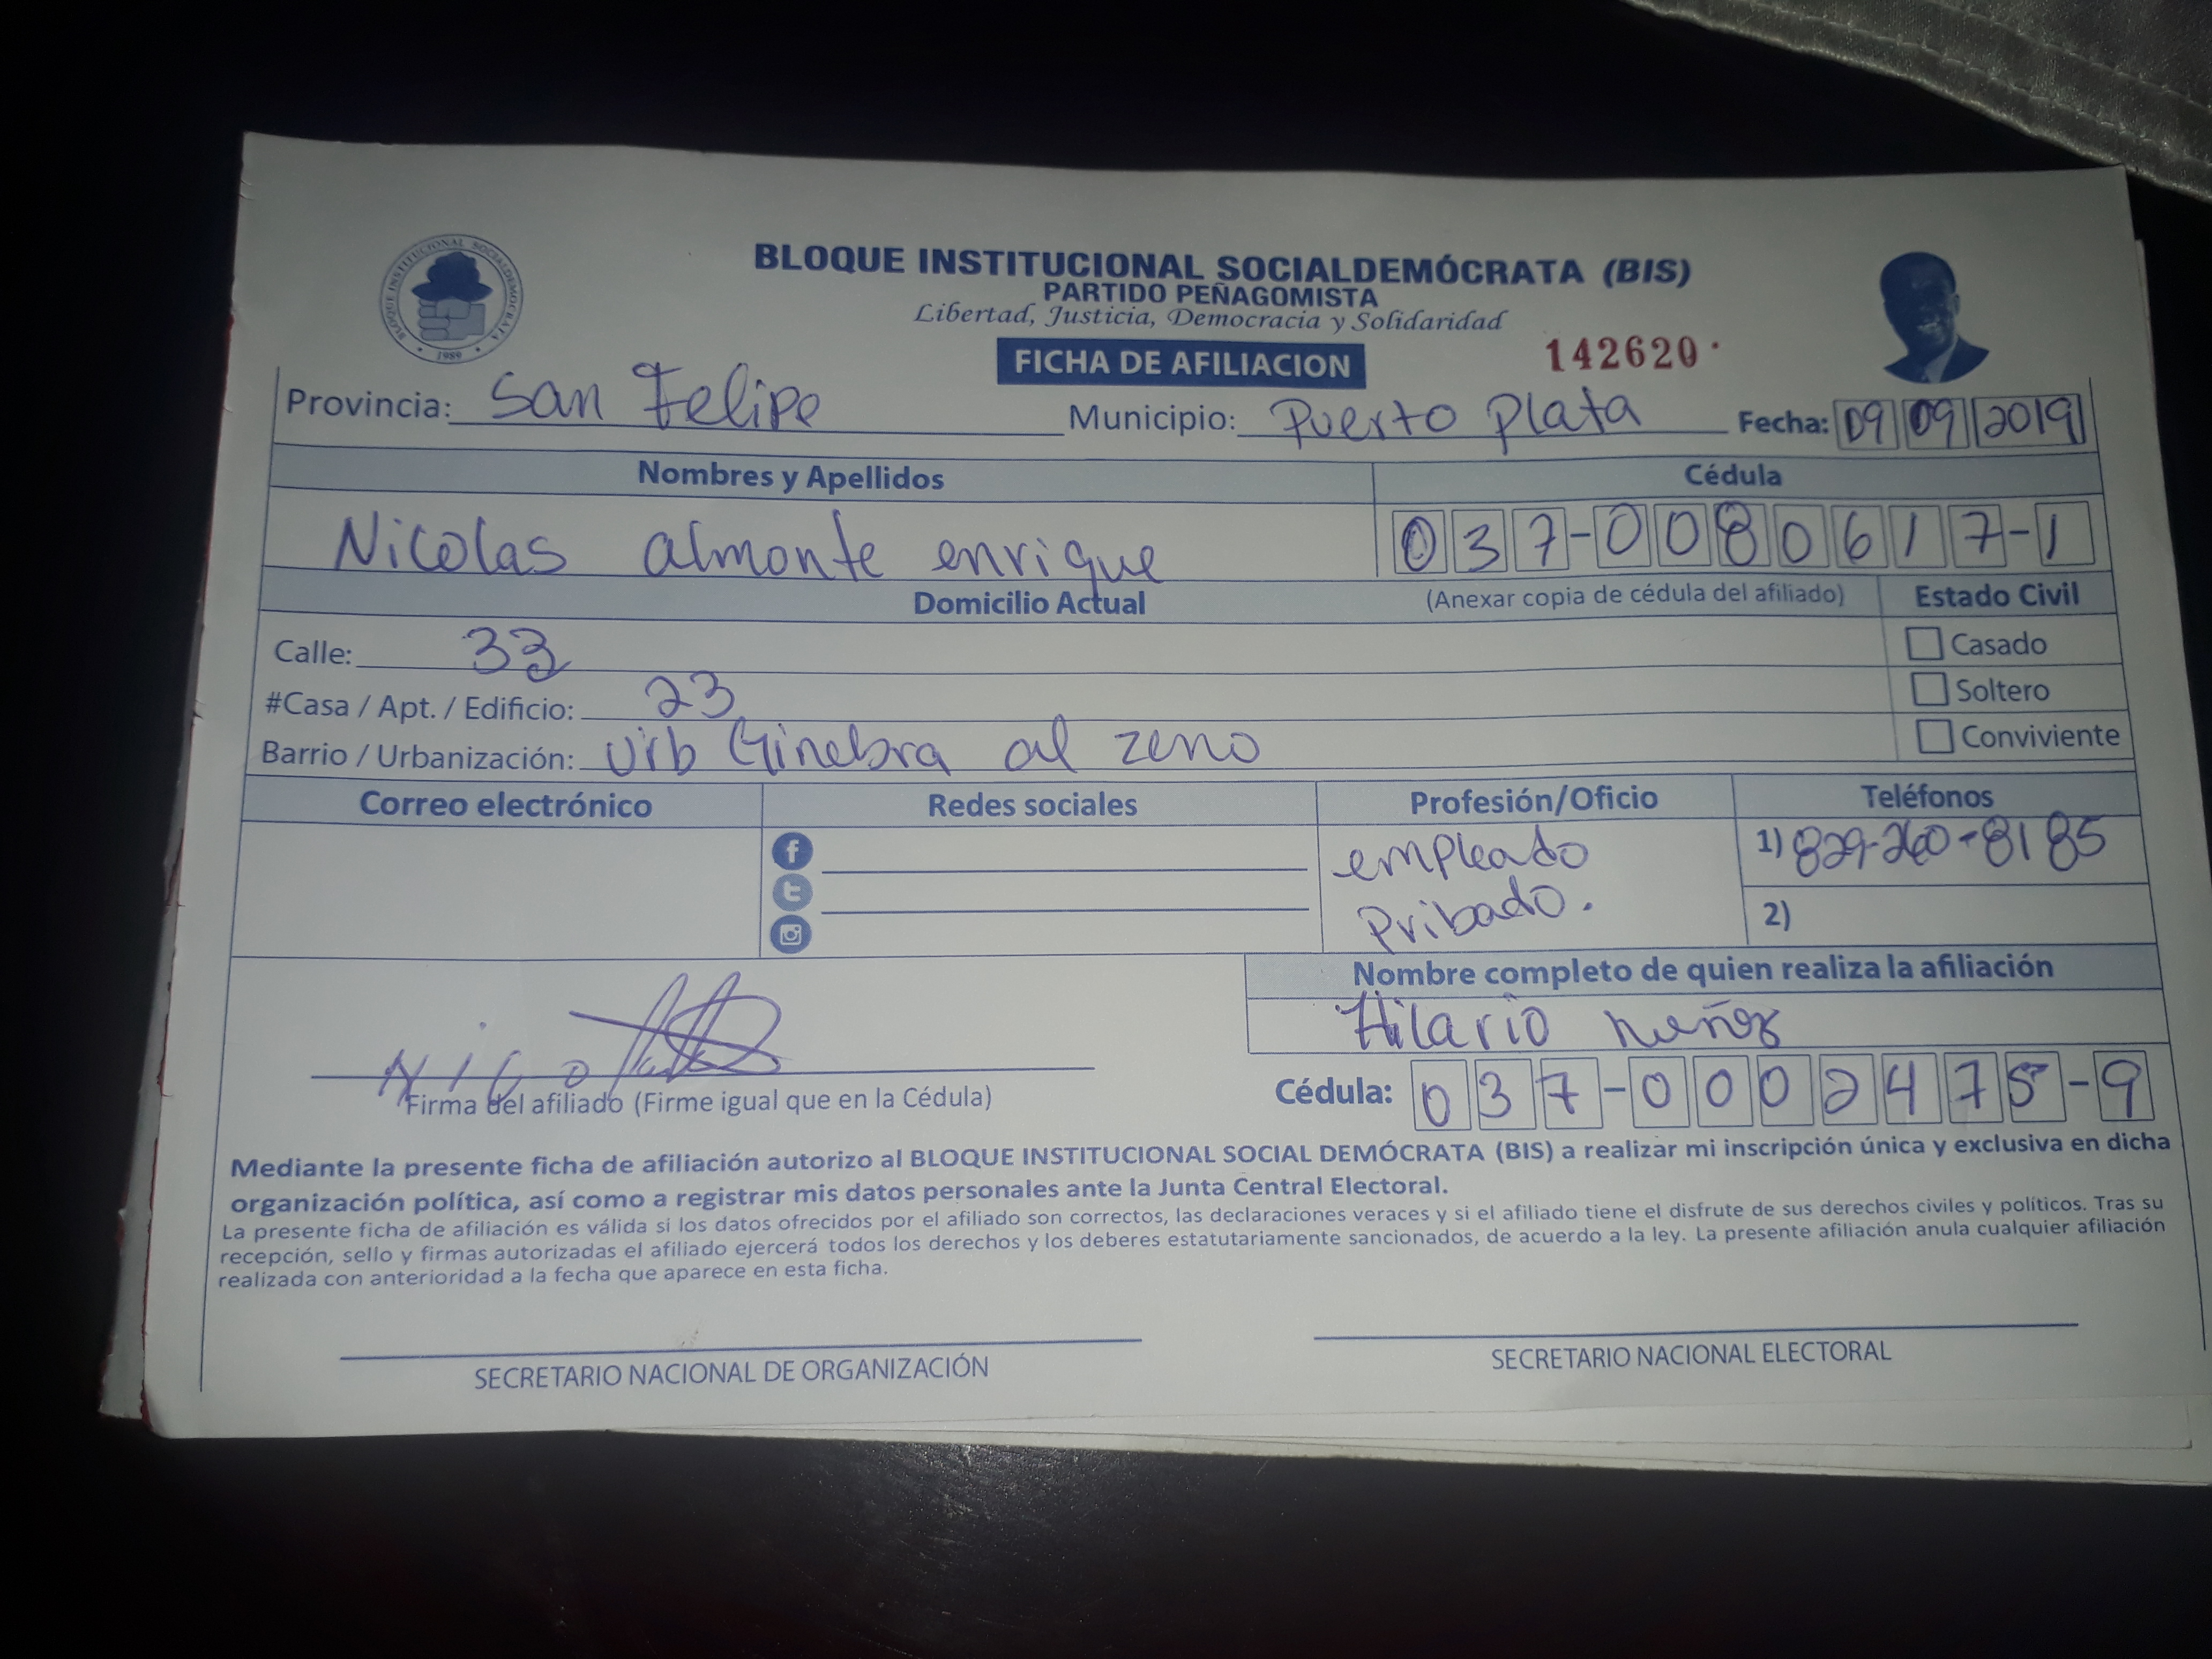 BLOQUE INSTITUCIONAL SOCIALDEMOCRATA
1989
BLOQUE INSTITUCIONAL SOCIALDEMÓCRATA (BIS)
PARTIDO PEÑAGOMISTA
Libertad, Justicia, Democracia y Solidaridad
FICHA DE AFILIACION
142620
Provincia: San Felipe Municipio: Puerto Plata Fecha: 09 09 2019
Nombres y Apellidos Cédula
Nicolas almonte enrique 037-0080617-1
Domicilio Actual (Anexar copia de cédula del afiliado) Estado Civil
Calle: 33 Casado
#Casa / Apt. / Edificio: 23 Soltero
Barrio / Urbanización: Urb Ginebra al zeno Conviviente
Correo electrónico Redes sociales Profesión/Oficio Teléfonos
empleado 1) 829-260-8185
Pribado. 2)
Nombre completo de quien realiza la afiliación
Hilario nuñez
Firma del afiliado (Firme igual que en la Cédula) Cédula: 037-0002475-9
Mediante la presente ficha de afiliación autorizo al BLOQUE INSTITUCIONAL SOCIAL DEMÓCRATA (BIS) a realizar mi inscripción única y exclusiva en dicha
organización política, así como a registrar mis datos personales ante la Junta Central Electoral.
La presente ficha de afiliación es válida si los datos ofrecidos por el afiliado son correctos, las declaraciones veraces y si el afiliado tiene el disfrute de sus derechos civiles y políticos. Tras su
recepción, sello y firmas autorizadas el afiliado ejercerá todos los derechos y los deberes estatutariamente sancionados, de acuerdo a la ley. La presente afiliación anula cualquier afiliación
realizada con anterioridad a la fecha que aparece en esta ficha.
SECRETARIO NACIONAL DE ORGANIZACIÓN SECRETARIO NACIONAL ELECTORAL